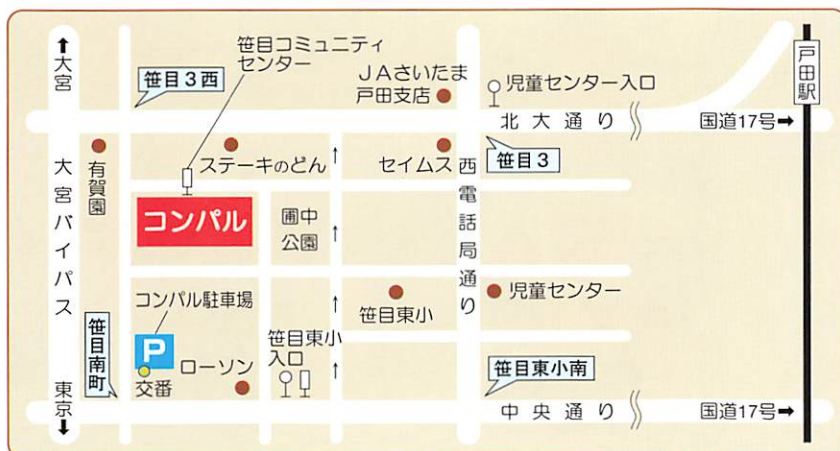 ↑大宮
笹目3西
笹目コミュニティ
センター
JAさいたま
戸田支店
児童センター入口
戸田駅
北大通り
国道17号➡
大宮バイパス
有賀園
ステーキのどん
セイムス
笹目3
西電話局通り
コンパル
圃中
公園
コンパル駐車場
P
笹目東小
児童センター
笹目南町
交番
ローソン
笹目東小
入口
笹目東小南
東京↓
中央通り
国道17号➡